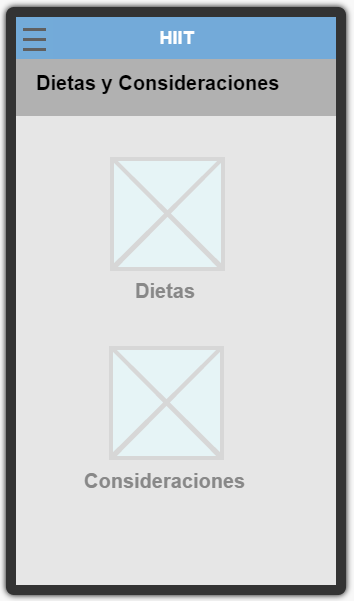 HIIT
Dietas y Consideraciones
Dietas
Consideraciones